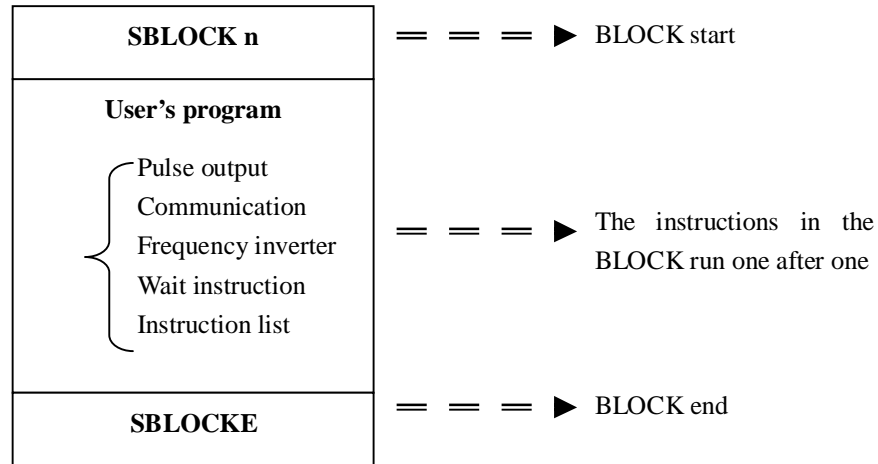 SBLOCK n
BLOCK start
User's program
Pulse output
Communication
Frequency inverter
Wait instruction
Instruction list
The instructions in the
BLOCK run one after one
SBLOCKE
BLOCK end